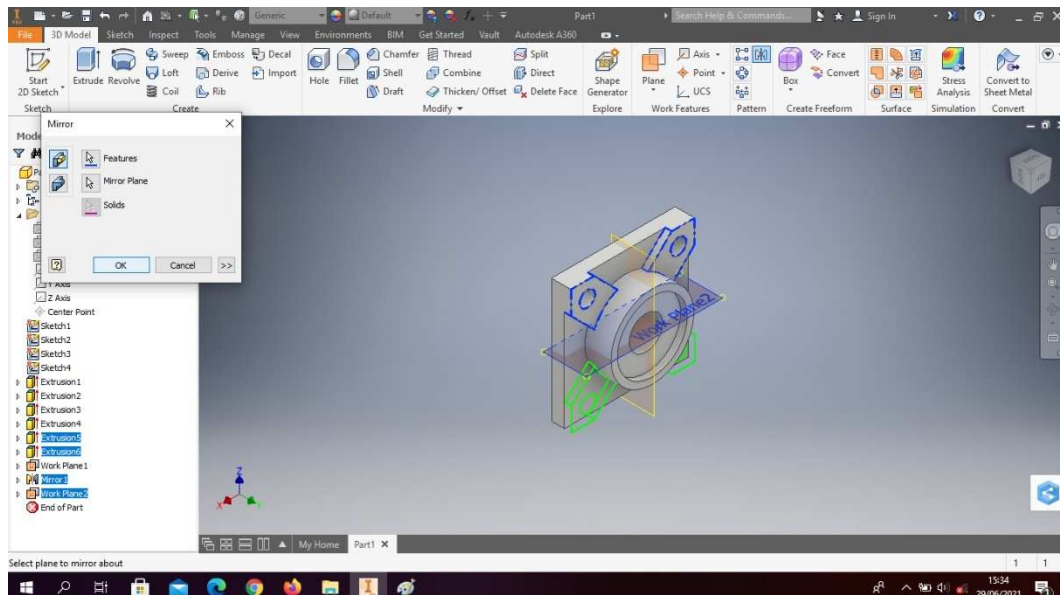 Generic
Default
Part1
Search Help & Commands...
Sign In
File 3D Model Sketch Inspect Tools Manage View Environments BIM Get Started Vault Autodesk A360
Start 2D Sketch
Extrude Revolve
Sweep Emboss Decal
Loft Derive Import
Coil Rib
Hole Fillet
Chamfer Thread Split
Shell Combine Direct
Draft Thicken/ Offset Delete Face
Shape Generator
Plane
Axis
Point
UCS
Box
Face
Convert
Stress Analysis
Convert to Sheet Metal
Sketch Create Modify Explore Work Features Pattern Create Freeform Surface Simulation Convert
Mirror
Features
Mirror Plane
Solids
OK Cancel >>
Z Axis
Center Point
Sketch1
Sketch2
Sketch3
Sketch4
Extrusion1
Extrusion2
Extrusion3
Extrusion4
Extrusion5
Extrusion6
Work Plane1
Mirror1
Work Plane2
End of Part
Work Plane2
Z
X
Y
My Home Part1
Select plane to mirror about 1 1
15:34
29/06/2021